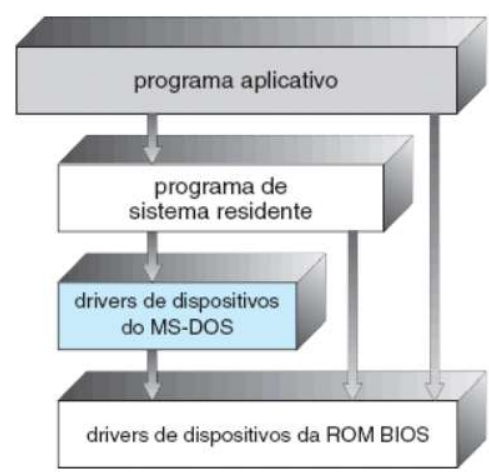 programa aplicativo
programa de
sistema residente
drivers de dispositivos
do MS-DOS
drivers de dispositivos da ROM BIOS